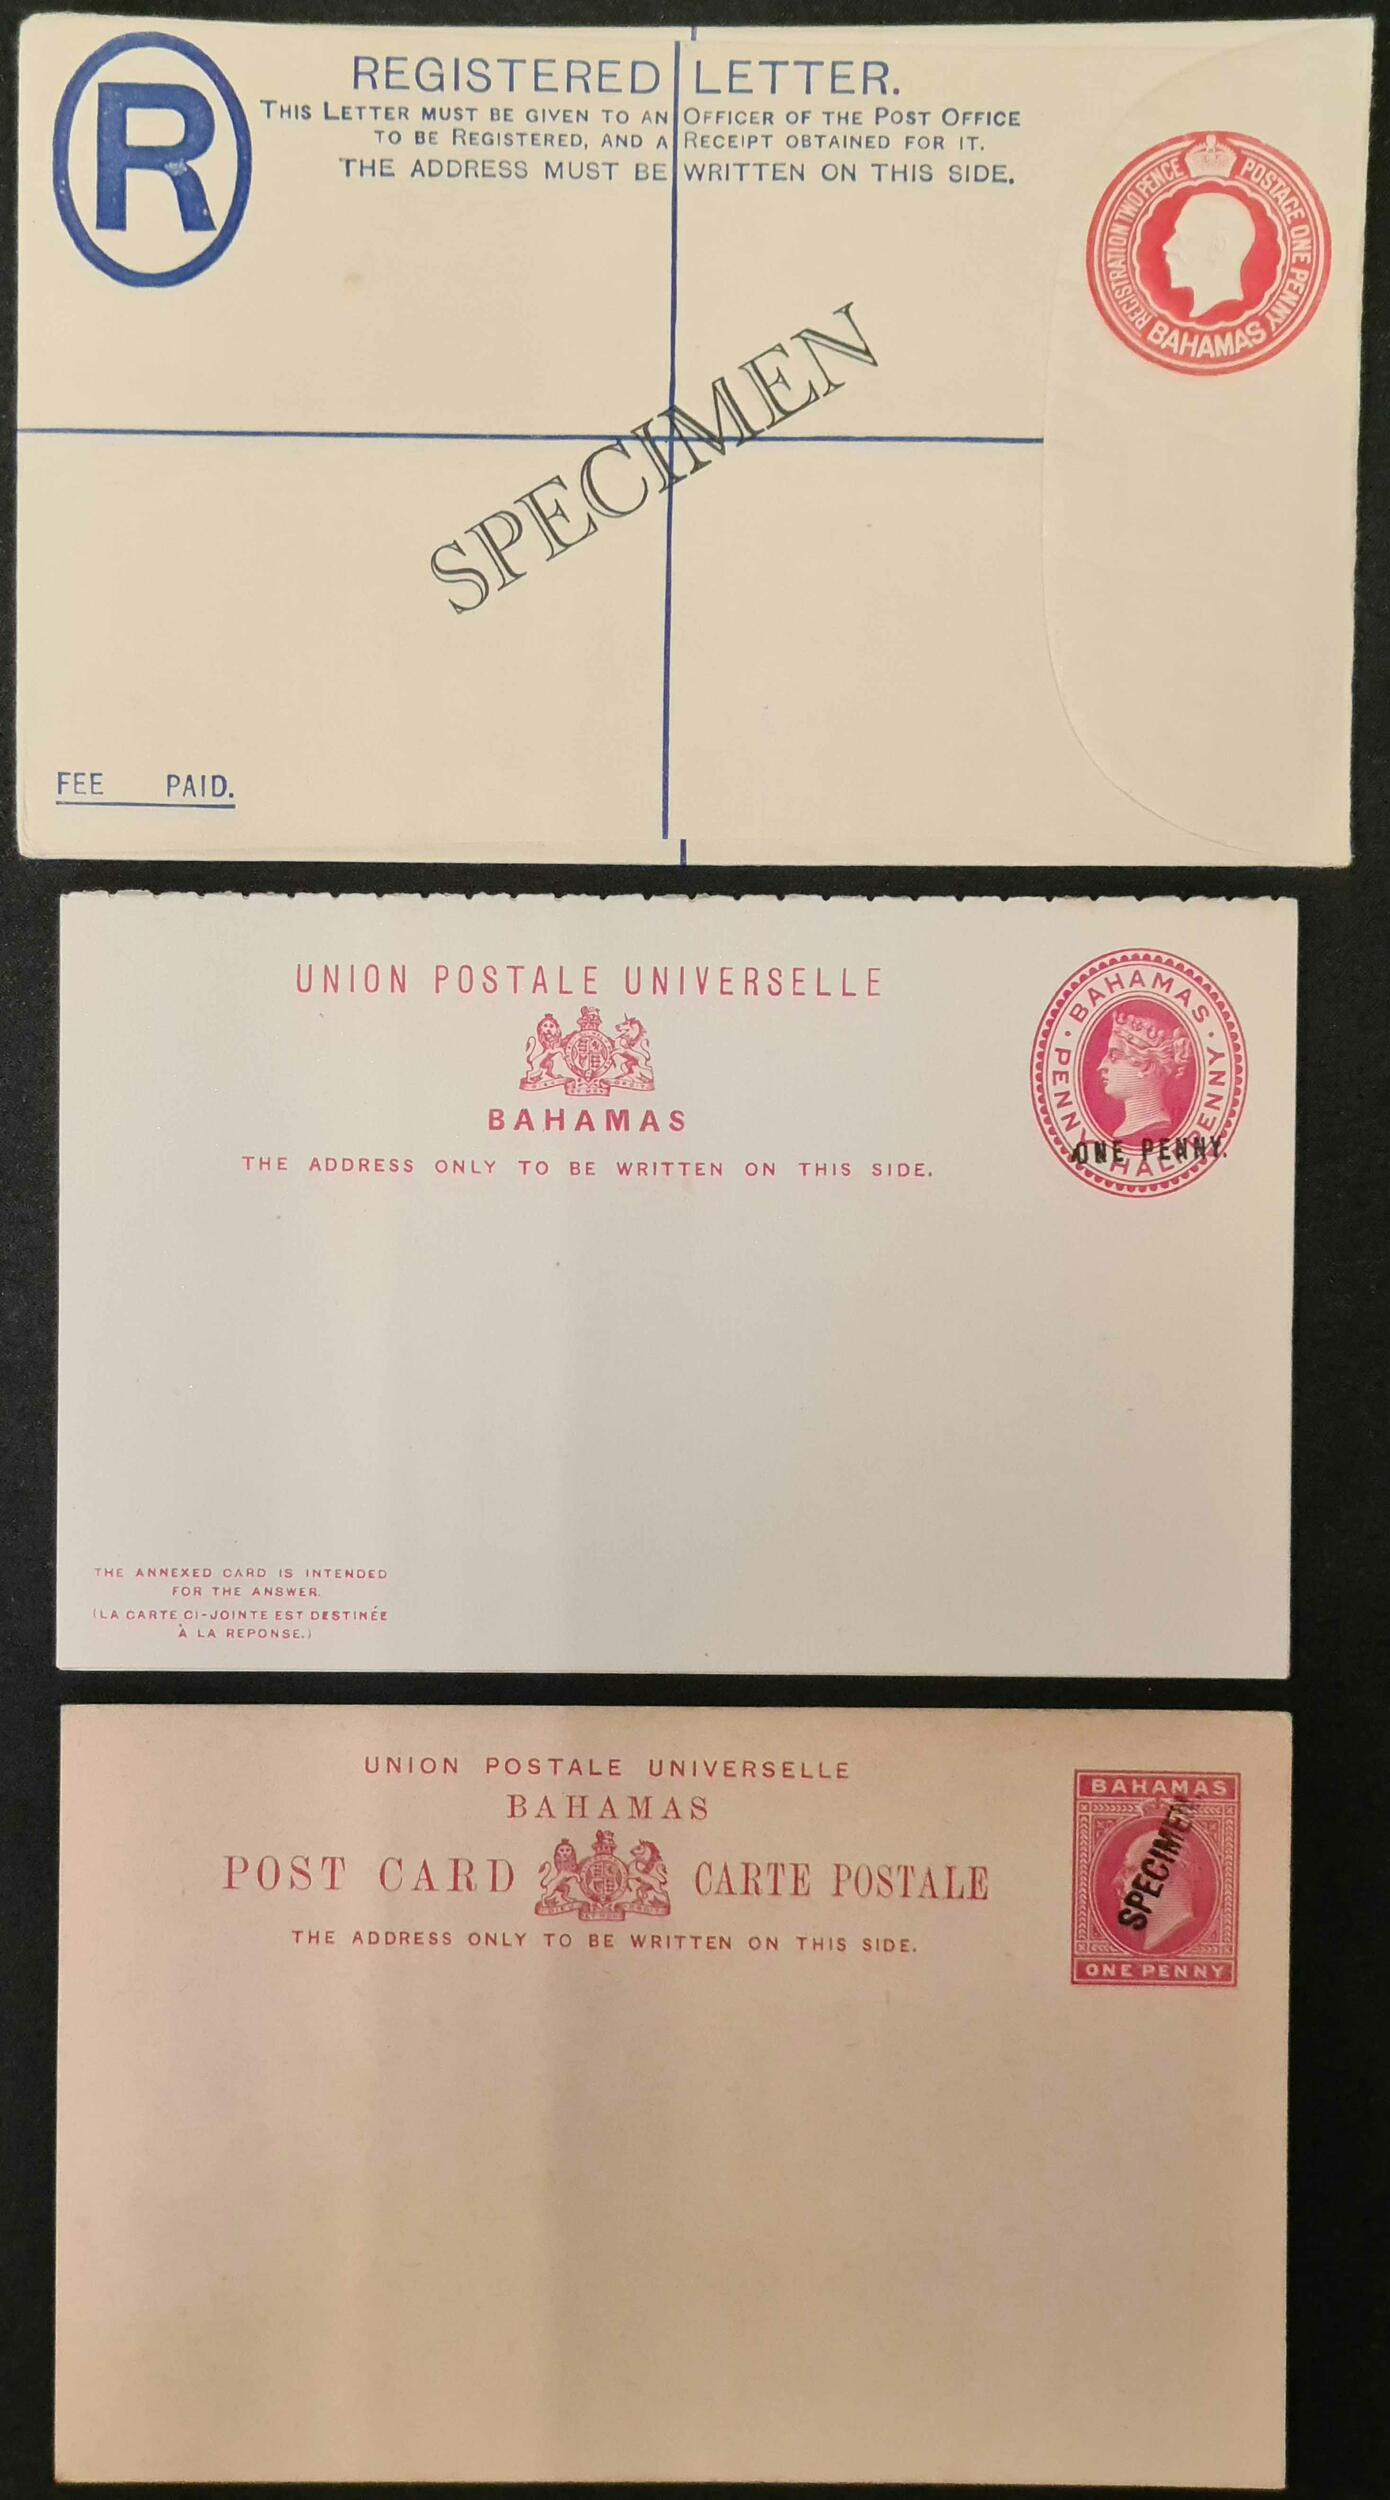 R
REGISTERED LETTER.
THIS LETTER MUST BE GIVEN TO AN OFFICER OF THE POST OFFICE
TO BE REGISTERED, AND A RECEIPT OBTAINED FOR IT.
THE ADDRESS MUST BE WRITTEN ON THIS SIDE.
REGISTRATION TWO PENCE POSTAGE ONE PENNY
BAHAMAS
SPECIMEN
FEE PAID.
UNION POSTALE UNIVERSELLE
BAHAMAS
THE ADDRESS ONLY TO BE WRITTEN ON THIS SIDE.
· BAHAMAS ·
PENNY HALFPENNY
ONE PENNY.
THE ANNEXED CARD IS INTENDED
FOR THE ANSWER.
(LA CARTE CI-JOINTE EST DESTINÉE
À LA REPONSE.)
UNION POSTALE UNIVERSELLE
BAHAMAS
POST CARD CARTE POSTALE
THE ADDRESS ONLY TO BE WRITTEN ON THIS SIDE.
BAHAMAS
SPECIMEN
ONE PENNY